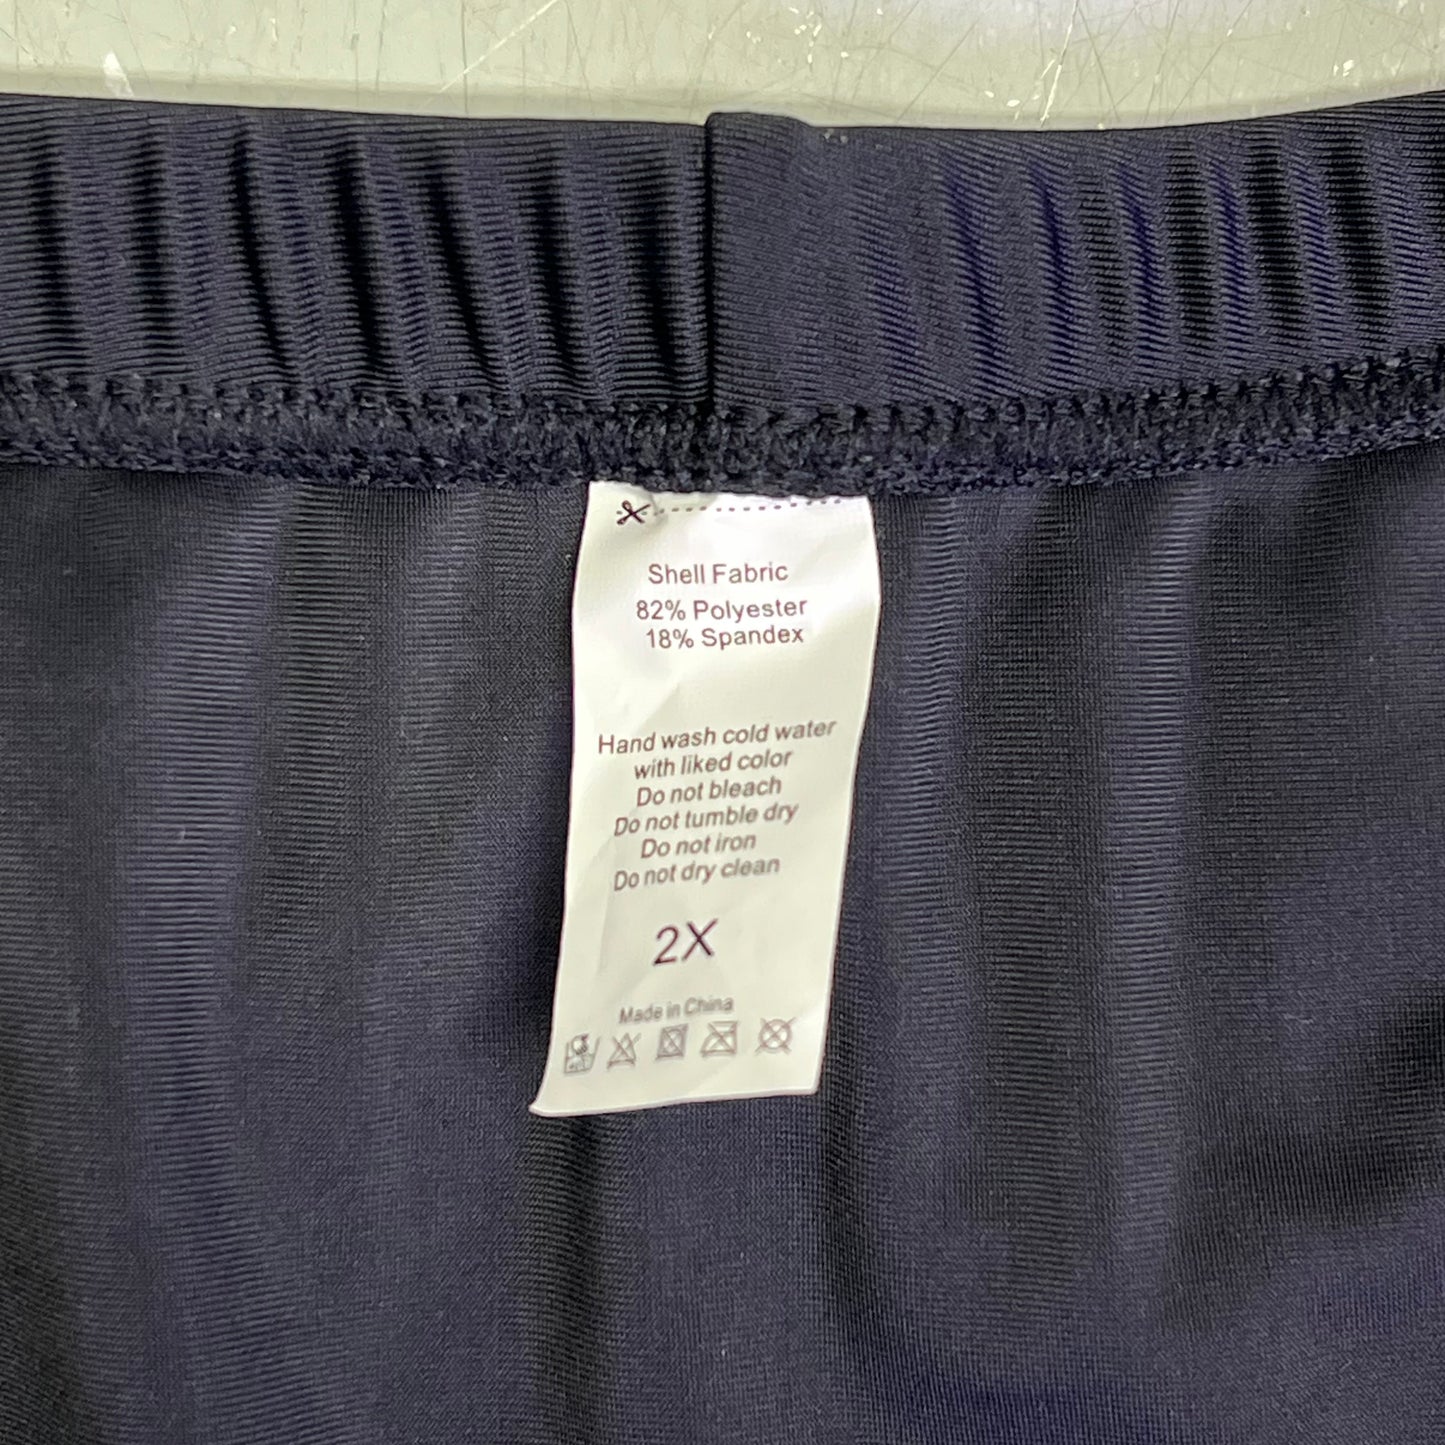 Shell Fabric
82% Polyester
18% Spandex
Hand wash cold water
with liked color
Do not bleach
Do not tumble dry
Do not iron
Do not dry clean
2X
Made in China